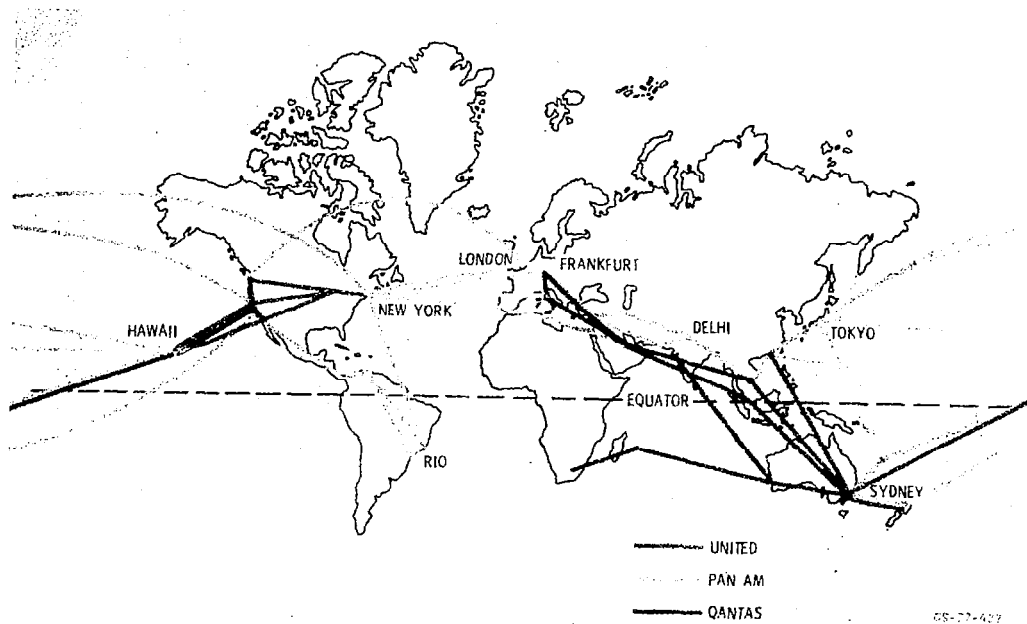 LONDON
FRANKFURT
NEW YORK
HAWAII
DELHI
TOKYO
EQUATOR
RIO
SYDNEY
UNITED
PAN AM
QANTAS